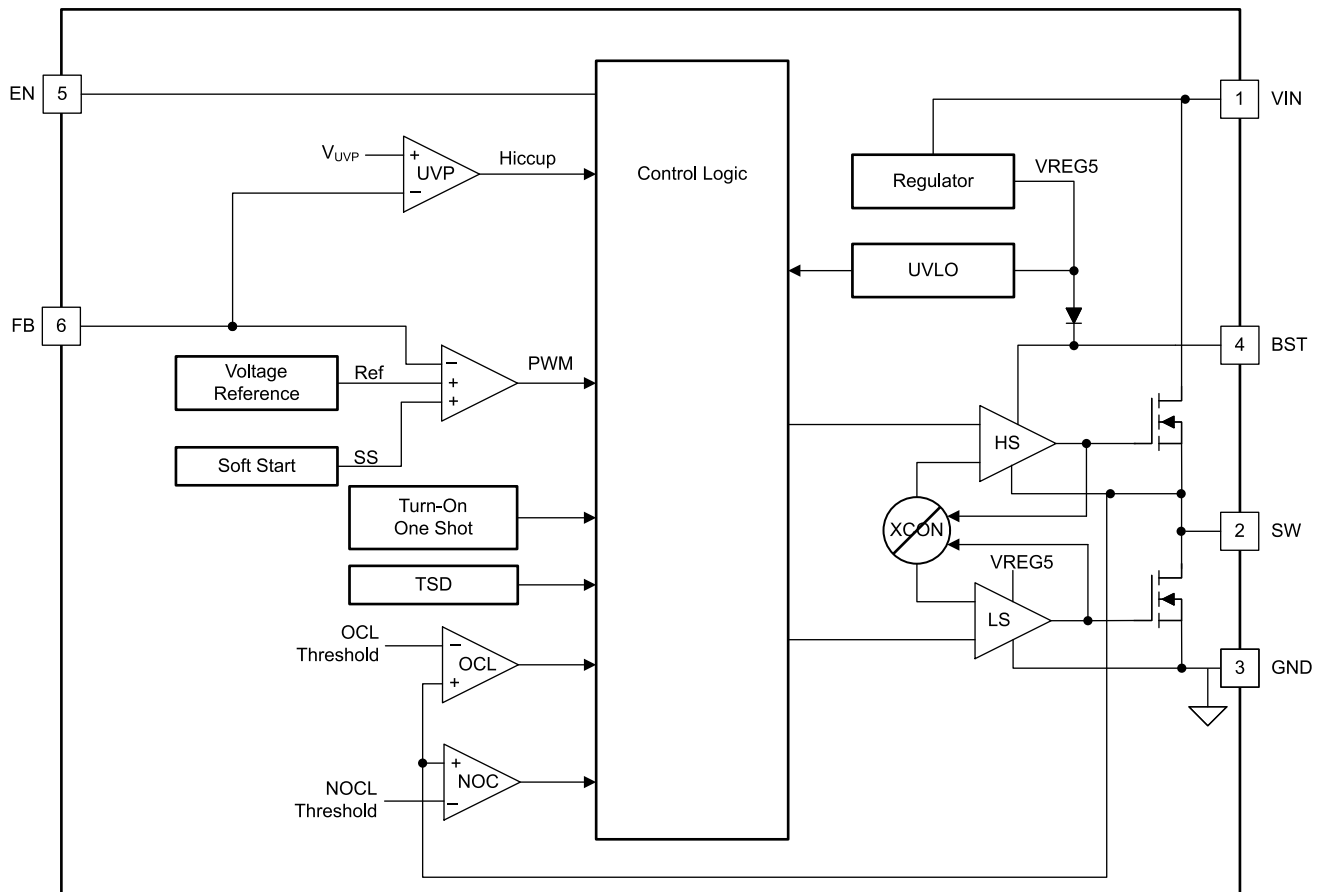 EN 5
1 VIN
VUVP + UVP −
Hiccup
Control Logic
Regulator
VREG5
UVLO
FB 6
4 BST
Voltage
Reference
Ref
− + +
PWM
Soft Start
SS
HS
Turn-On
One Shot
XCON
2 SW
TSD
VREG5
LS
OCL
Threshold
− OCL +
3 GND
+ NOC −
NOCL
Threshold